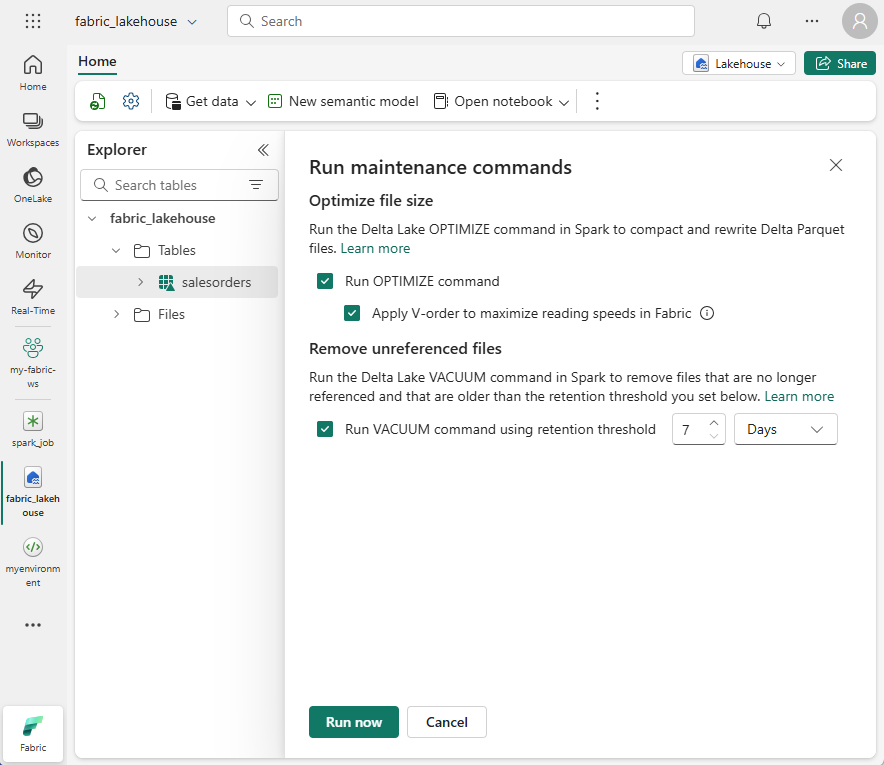 fabric_lakehouse
Search
Home
Workspaces
OneLake
Monitor
Real-Time
my-fabric-
ws
spark_job
fabric_lakeh
ouse
myenvironm
ent
Fabric
Home
Lakehouse
Share
Get data
New semantic model
Open notebook
Explorer
Search tables
fabric_lakehouse
Tables
salesorders
Files
Run maintenance commands
Optimize file size
Run the Delta Lake OPTIMIZE command in Spark to compact and rewrite Delta Parquet
files. Learn more
Run OPTIMIZE command
Apply V-order to maximize reading speeds in Fabric
Remove unreferenced files
Run the Delta Lake VACUUM command in Spark to remove files that are no longer
referenced and that are older than the retention threshold you set below. Learn more
Run VACUUM command using retention threshold 7 Days
Run now Cancel